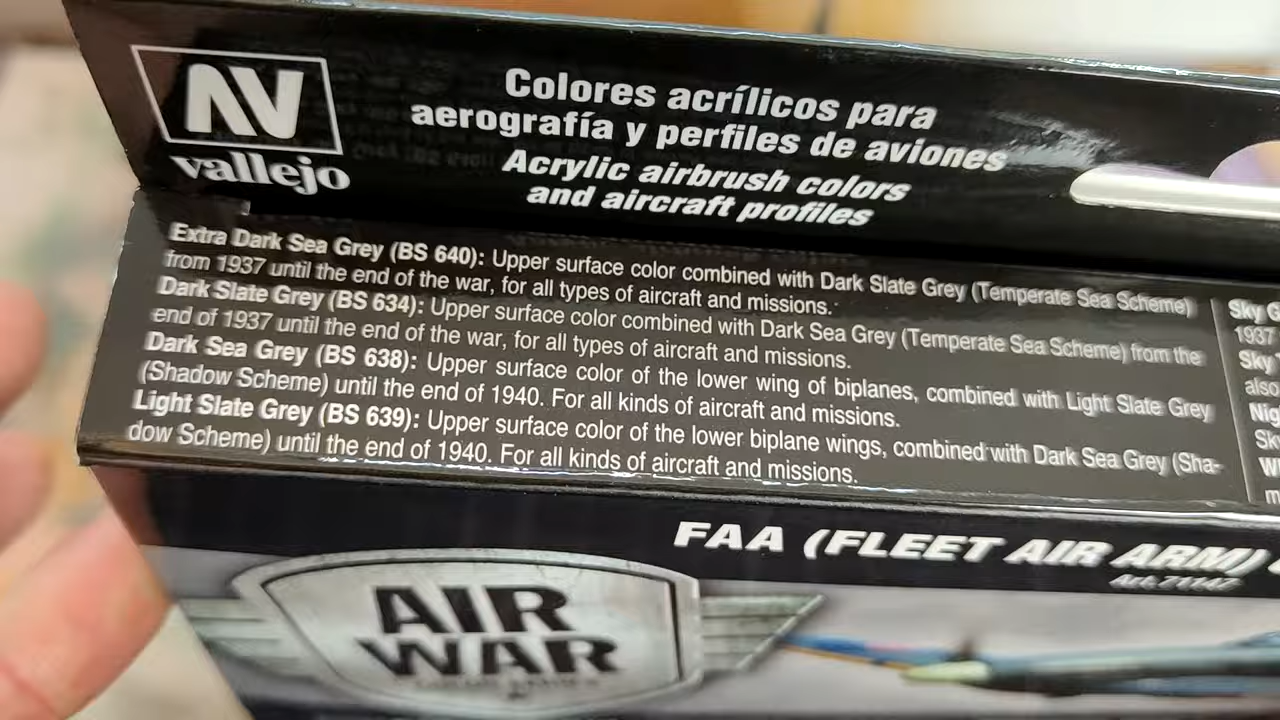 vallejo
Colores acrílicos para
aerografía y perfiles de aviones
Acrylic airbrush colors
and aircraft profiles
Extra Dark Sea Grey (BS 640): Upper surface color combined with Dark Slate Grey (Temperate Sea Scheme)
from 1937 until the end of the war, for all types of aircraft and missions.
Dark Slate Grey (BS 634): Upper surface color combined with Dark Sea Grey (Temperate Sea Scheme) from the
end of 1937 until the end of the war, for all types of aircraft and missions.
Dark Sea Grey (BS 638): Upper surface color of the lower wing of biplanes, combined with Light Slate Grey
(Shadow Scheme) until the end of 1940. For all kinds of aircraft and missions.
Light Slate Grey (BS 639): Upper surface color of the lower biplane wings, combined with Dark Sea Grey (Sha-
dow Scheme) until the end of 1940. For all kinds of aircraft and missions.
Sky
1937
Sky
also
FAA (FLEET AIR ARM)
Art.71147
AIR
WAR